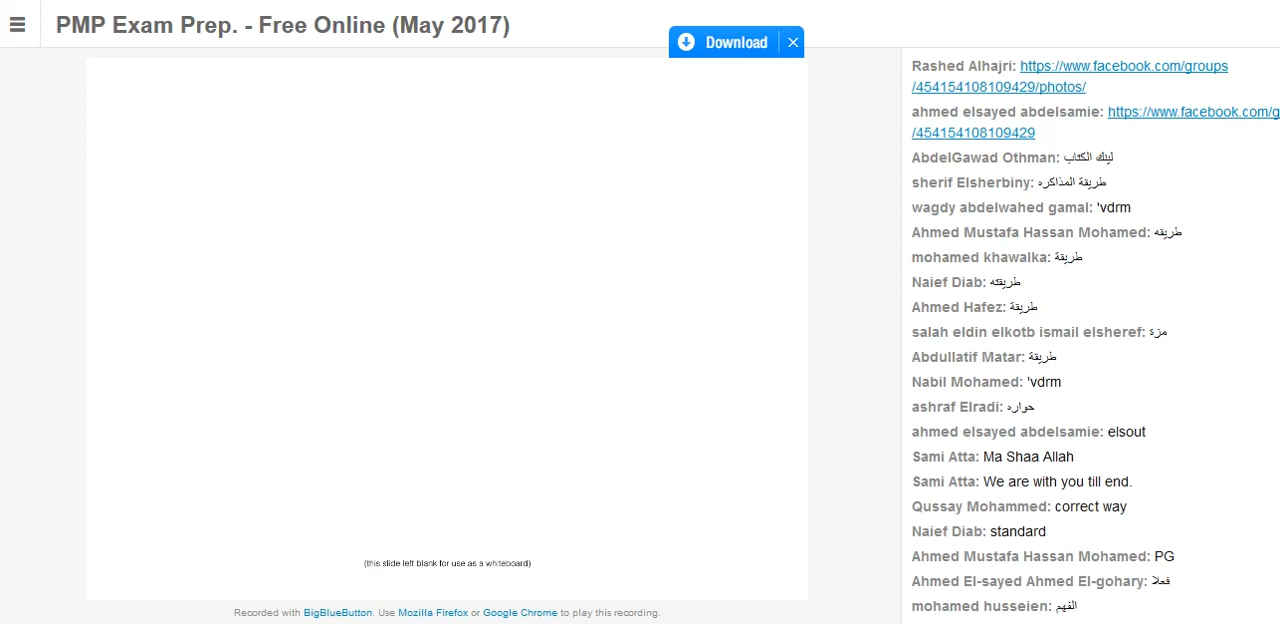 PMP Exam Prep. - Free Online (May 2017)
Download
Rashed Alhajri: https://www.facebook.com/groups
/454154108109429/photos/
ahmed elsayed abdelsamie: https://www.facebook.com/g
/454154108109429
AbdelGawad Othman: لينك الكتاب
sherif Elsherbiny: طريقة المذاكره
wagdy abdelwahed gamal: 'vdrm
Ahmed Mustafa Hassan Mohamed: طريقه
mohamed khawalka: طريقة
Naief Diab: طريقته
Ahmed Hafez: طريقة
salah eldin elkotb ismail elsheref: مزة
Abdullatif Matar: طريقة
Nabil Mohamed: 'vdrm
ashraf Elradi: حواره
ahmed elsayed abdelsamie: elsout
Sami Atta: Ma Shaa Allah
Sami Atta: We are with you till end.
Qussay Mohammed: correct way
Naief Diab: standard
Ahmed Mustafa Hassan Mohamed: PG
Ahmed El-sayed Ahmed El-gohary: فعلا
mohamed husseien: الفهم
(this slide left blank for use as a whiteboard)
Recorded with BigBlueButton. Use Mozilla Firefox or Google Chrome to play this recording.